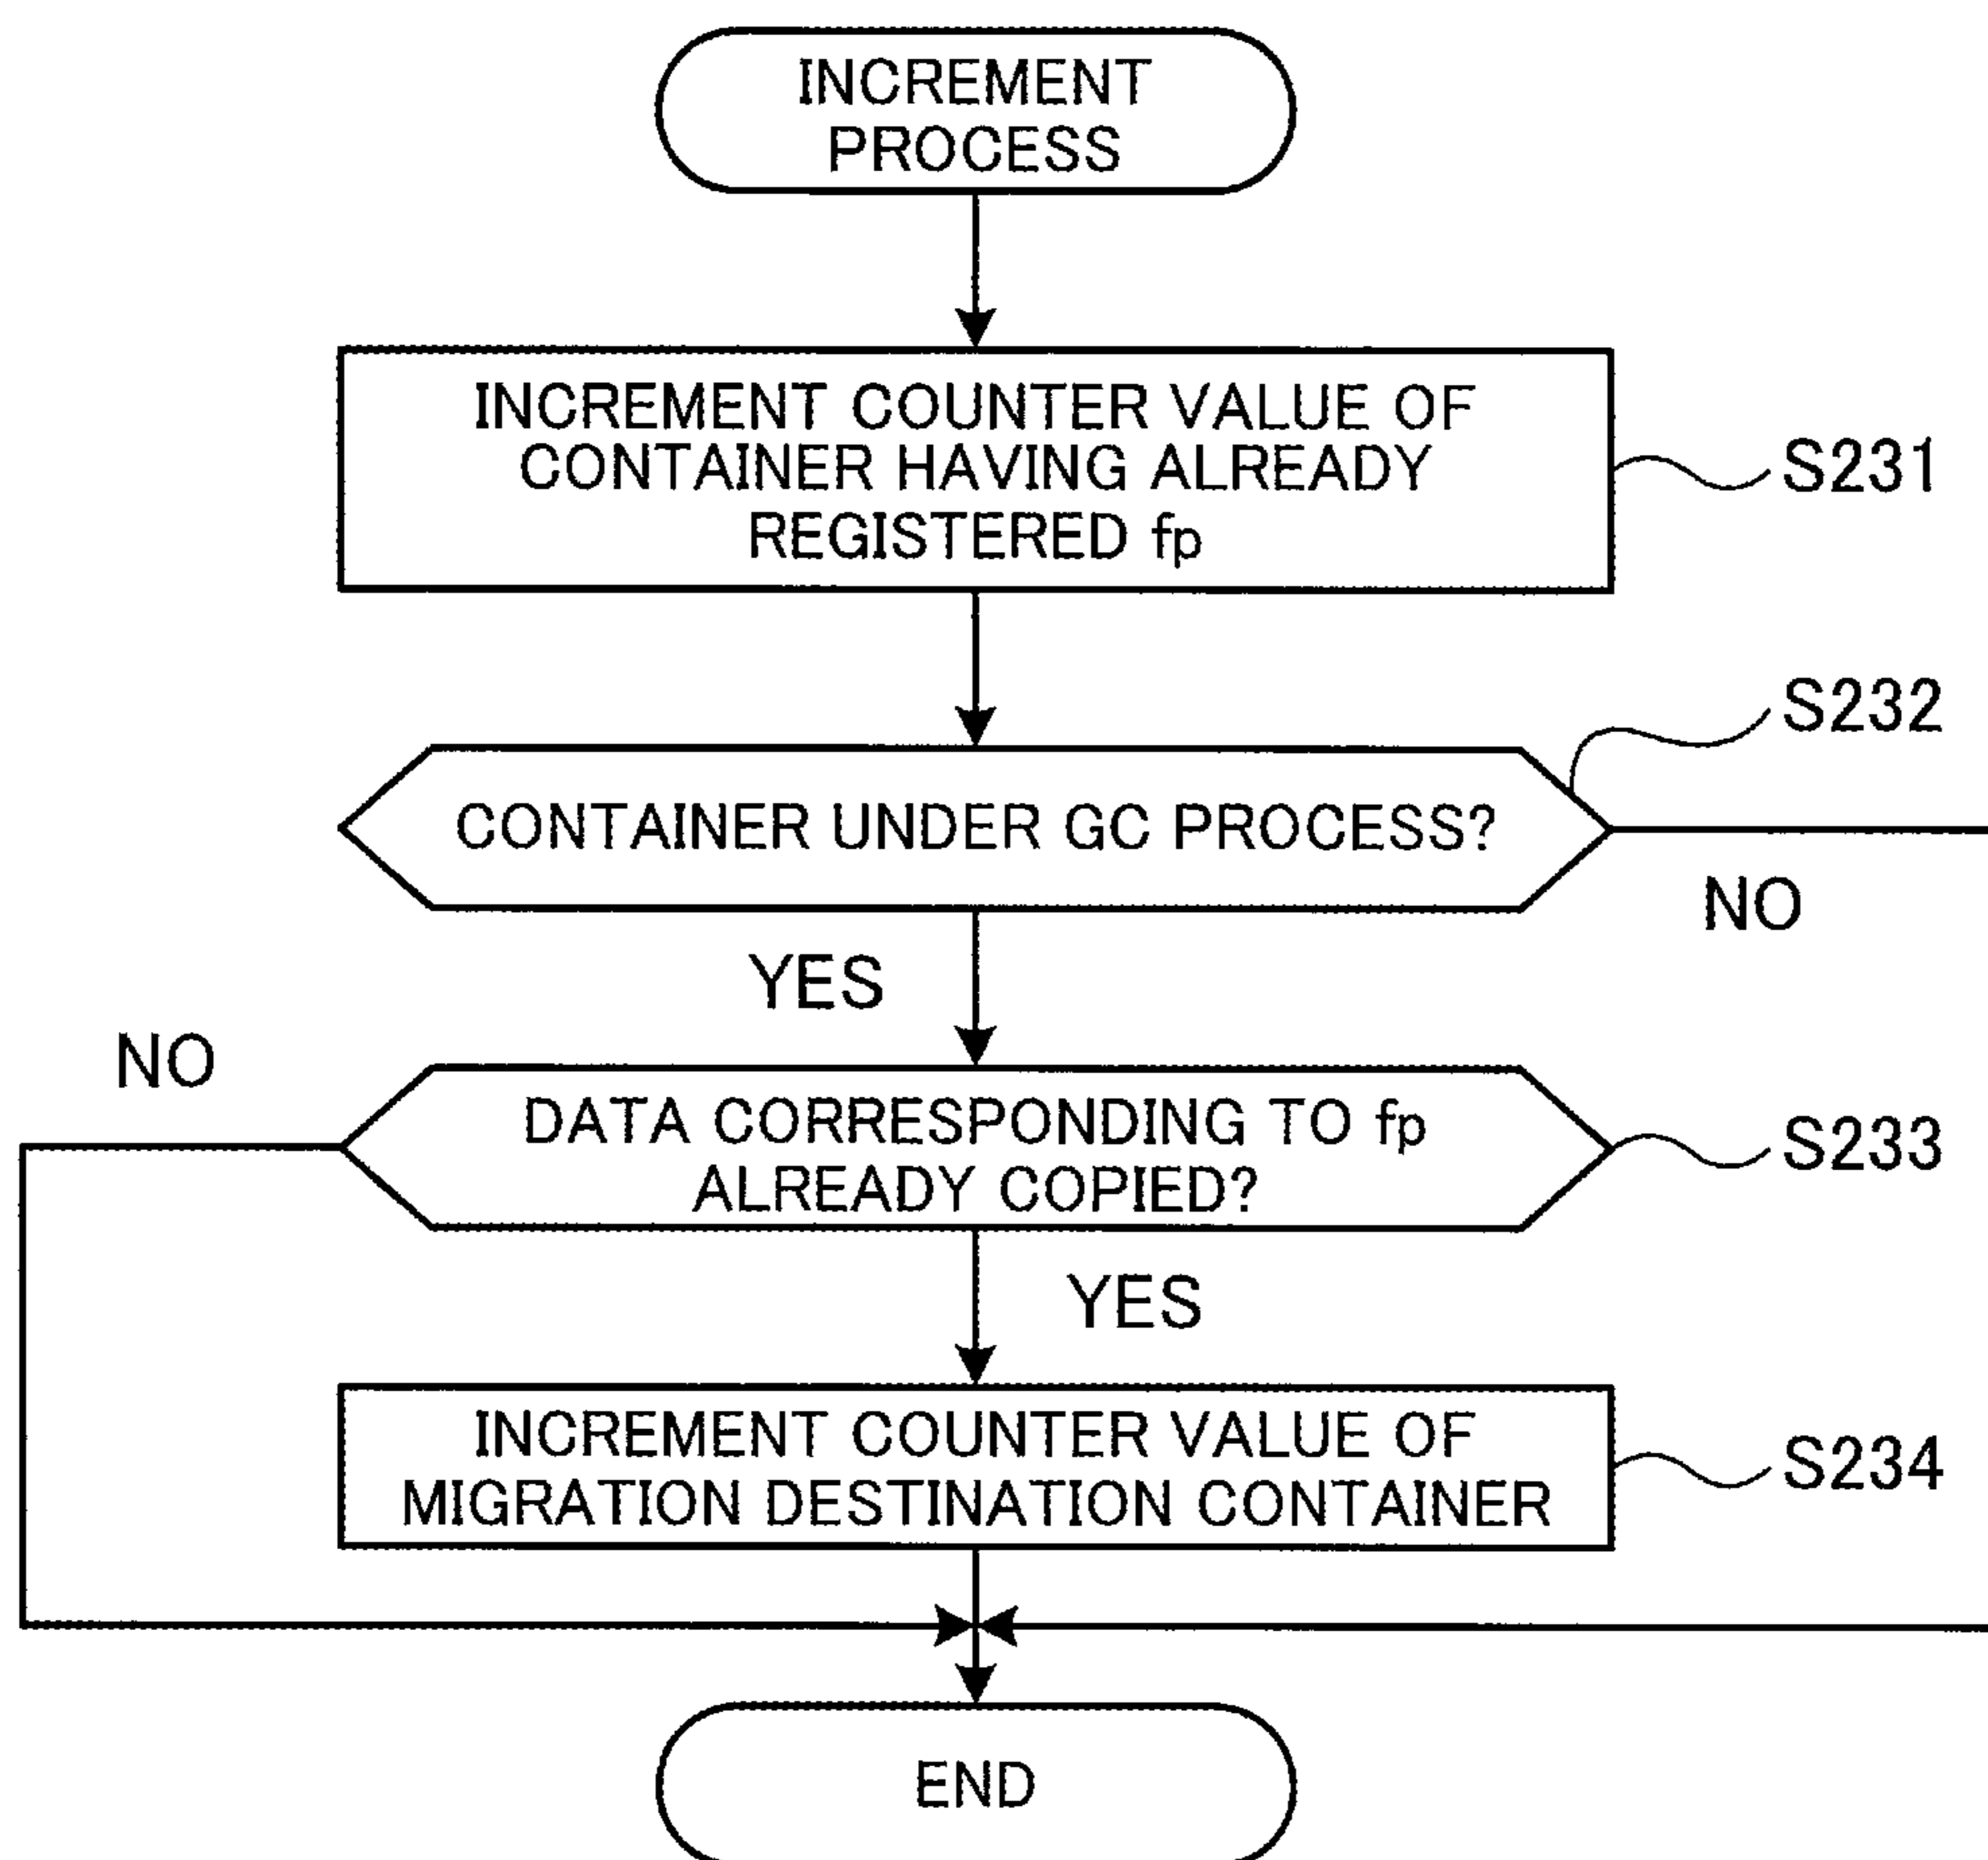 INCREMENT
PROCESS
INCREMENT COUNTER VALUE OF
CONTAINER HAVING ALREADY
REGISTERED fp
S231
S232
CONTAINER UNDER GC PROCESS?
NO
YES
NO
DATA CORRESPONDING TO fp
ALREADY COPIED?
S233
YES
INCREMENT COUNTER VALUE OF
MIGRATION DESTINATION CONTAINER
S234
END